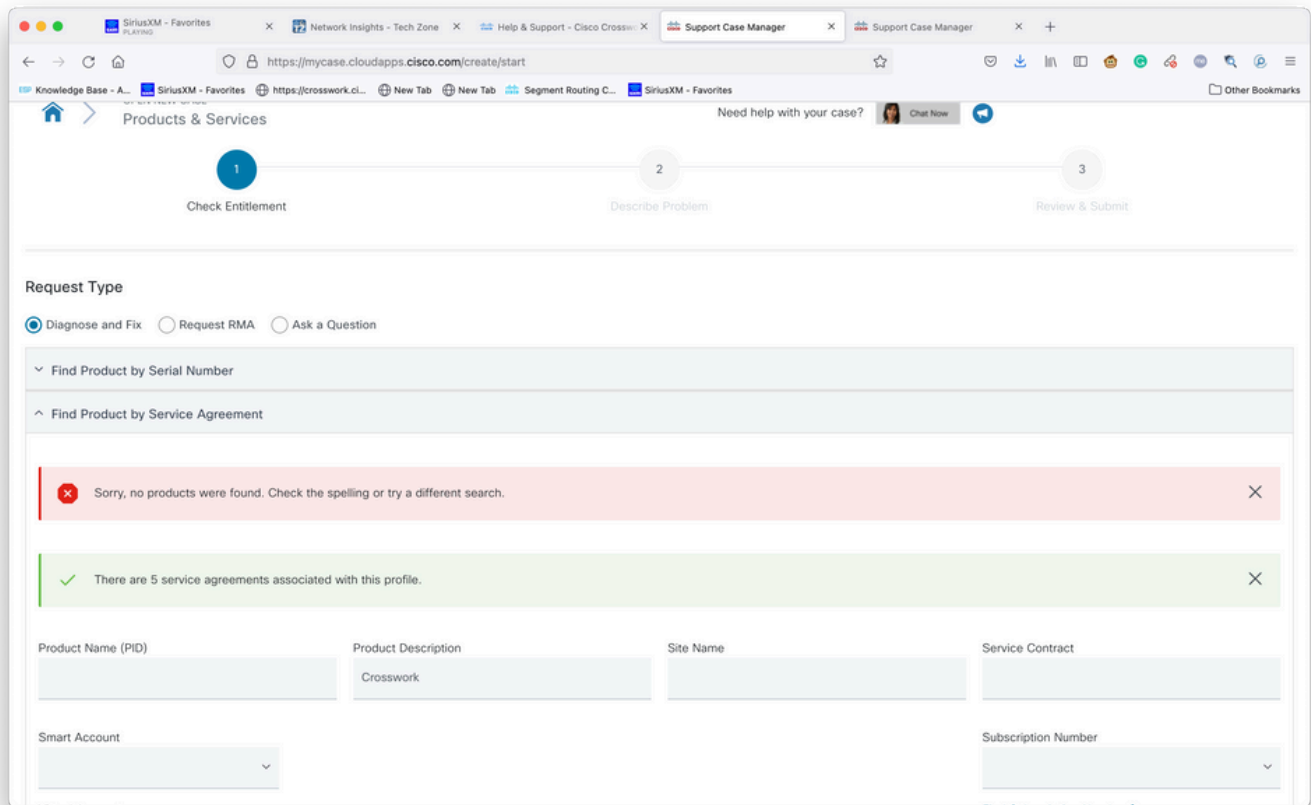 SiriusXM - Favorites
PLAYING
Network Insights - Tech Zone
Help & Support - Cisco Crosswo
Support Case Manager
Support Case Manager
https://mycase.cloudapps.cisco.com/create/start
Knowledge Base - A...
SiriusXM - Favorites
https://crosswork.ci...
New Tab
New Tab
Segment Routing C...
SiriusXM - Favorites
Other Bookmarks
OPEN NEW CASE
Products & Services
Need help with your case?
Chat Now
1
2
3
Check Entitlement
Describe Problem
Review & Submit
Request Type
Diagnose and Fix
Request RMA
Ask a Question
Find Product by Serial Number
Find Product by Service Agreement
Sorry, no products were found. Check the spelling or try a different search.
There are 5 service agreements associated with this profile.
Product Name (PID)
Product Description
Site Name
Service Contract
Crosswork
Smart Account
Subscription Number